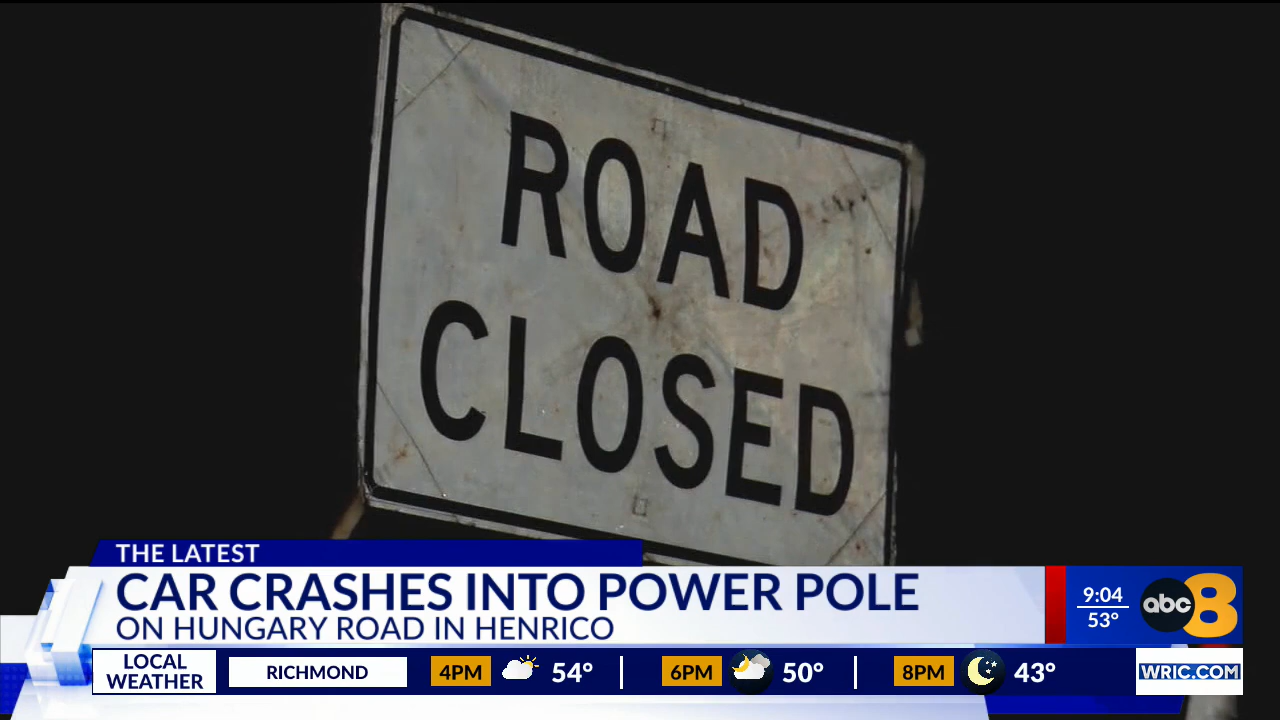 ROAD
CLOSED
THE LATEST
CAR CRASHES INTO POWER POLE
ON HUNGARY ROAD IN HENRICO
9:04
53°
abc 8
LOCAL WEATHER
RICHMOND
4PM 54°
6PM 50°
8PM 43°
WRIC.COM